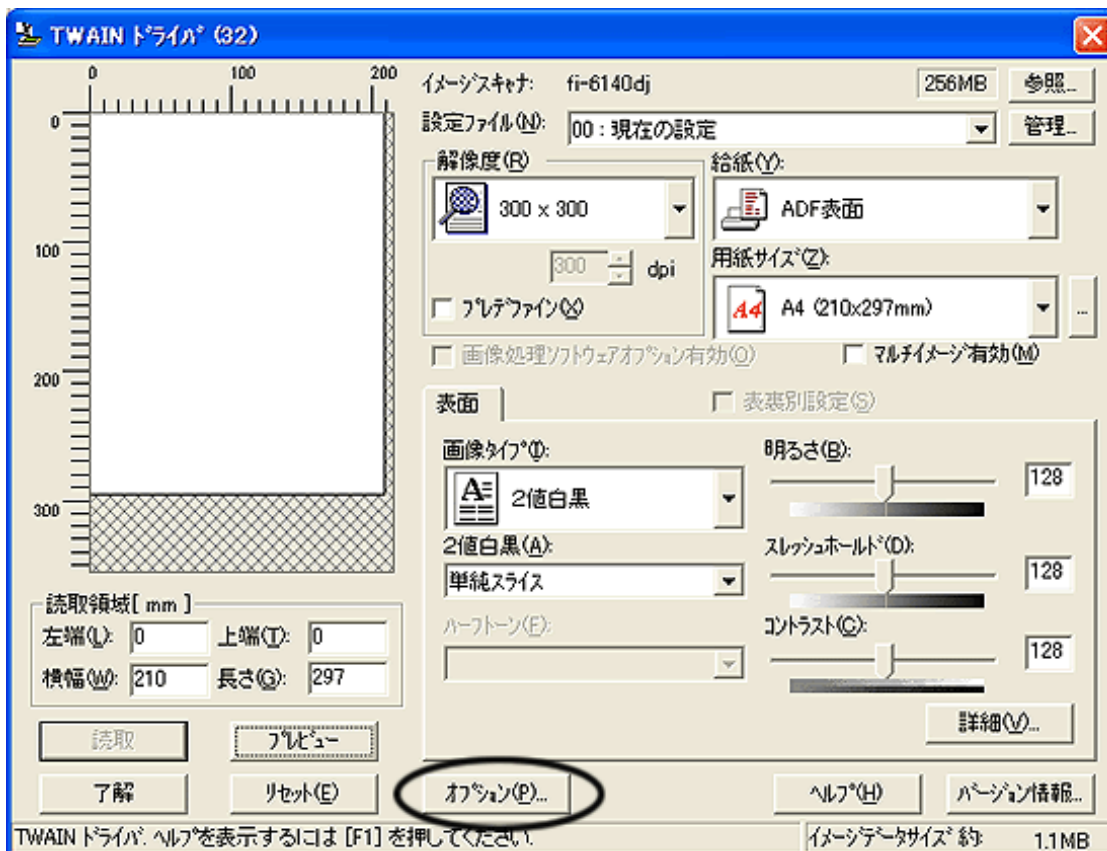 TWAIN ﾄﾞﾗｲﾊﾞ (32)
0 100 200
0
100
200
300
ｲﾒｰｼﾞｽｷｬﾅ: fi-6140dj 256MB 参照...
設定ﾌｧｲﾙ(N): 00 : 現在の設定 管理...
解像度(R) 給紙(Y):
300 x 300 ADF表面
300 dpi 用紙ｻｲｽﾞ(Z):
ﾌﾟﾚﾃﾞﾌｧｲﾝ(X) A4 A4 (210x297mm) ...
画像処理ｿﾌﾄｳｪｱｵﾌﾟｼｮﾝ有効(O) ﾏﾙﾁｲﾒｰｼﾞ有効(M)
表面 表裏別設定(S)
画像ﾀｲﾌﾟ(I): 明るさ(B):
A 2値白黒 128
2値白黒(A): ｽﾚｯｼｭﾎｰﾙﾄﾞ(D):
単純ｽﾗｲｽ 128
ﾊｰﾌﾄｰﾝ(F): ｺﾝﾄﾗｽﾄ(C):
128
詳細(V)...
読取領域[ mm ]
左端(L): 0 上端(T): 0
横幅(W): 210 長さ(G): 297
読取 ﾌﾟﾚﾋﾞｭｰ
了解 ﾘｾｯﾄ(E) ｵﾌﾟｼｮﾝ(P)... ﾍﾙﾌﾟ(H) ﾊﾞｰｼﾞｮﾝ情報...
TWAIN ﾄﾞﾗｲﾊﾞ. ﾍﾙﾌﾟを表示するには [F1] を押してください. ｲﾒｰｼﾞﾃﾞｰﾀｻｲｽﾞ 約: 1.1MB